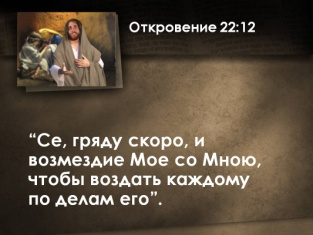 Откровение 22:12
“Се, гряду скоро, и
возмездие Мое со Мною,
чтобы воздать каждому
по делам его”.